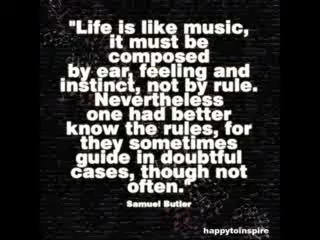 "Life is like music,
it must be
composed
by ear, feeling and
instinct, not by rule.
Nevertheless
one had better
know the rules, for
they sometimes
guide in doubtful
cases, though not
often."
Samuel Butler
happytoinspire